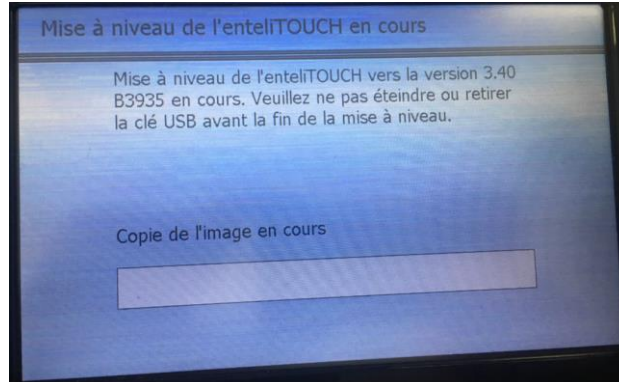 Mise à niveau de l'enteliTOUCH en cours
Mise à niveau de l'enteliTOUCH vers la version 3.40
B3935 en cours. Veuillez ne pas éteindre ou retirer
la clé USB avant la fin de la mise à niveau.
Copie de l'image en cours